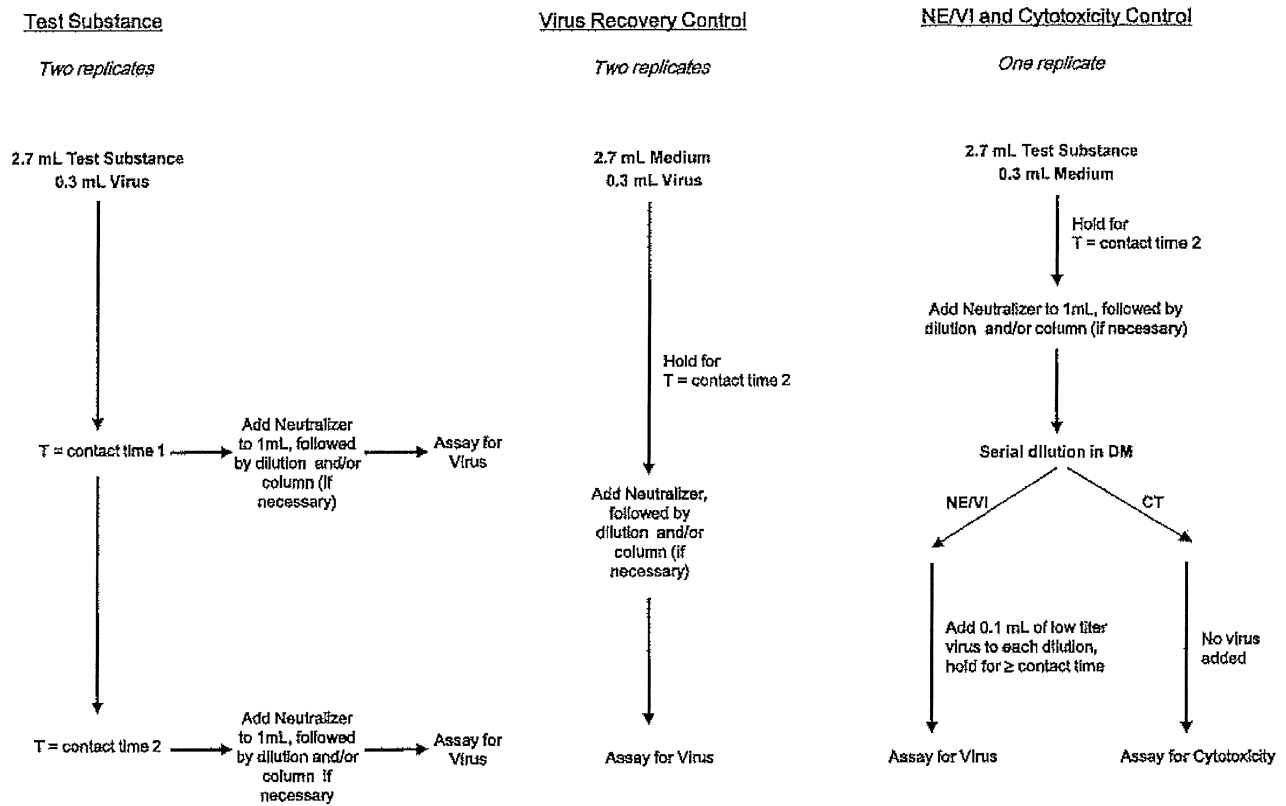 Test Substance
Two replicates
2.7 mL Test Substance
0.3 mL Virus
T = contact time 1
Add Neutralizer
to 1mL, followed
by dilution and/or
column (if
necessary)
Assay for
Virus
T = contact time 2
Add Neutralizer
to 1mL, followed
by dilution and/or
column if
necessary
Assay for
Virus
Virus Recovery Control
Two replicates
2.7 mL Medium
0.3 mL Virus
Hold for
T = contact time 2
Add Neutralizer,
followed by
dilution and/or
column (if
necessary)
Assay for Virus
NE/VI and Cytotoxicity Control
One replicate
2.7 mL Test Substance
0.3 mL Medium
Hold for
T = contact time 2
Add Neutralizer to 1mL, followed by
dilution and/or column (if necessary)
Serial dilution in DM
NE/VI
CT
Add 0.1 mL of low titer
virus to each dilution,
hold for ≥ contact time
No virus
added
Assay for Virus
Assay for Cytotoxicity